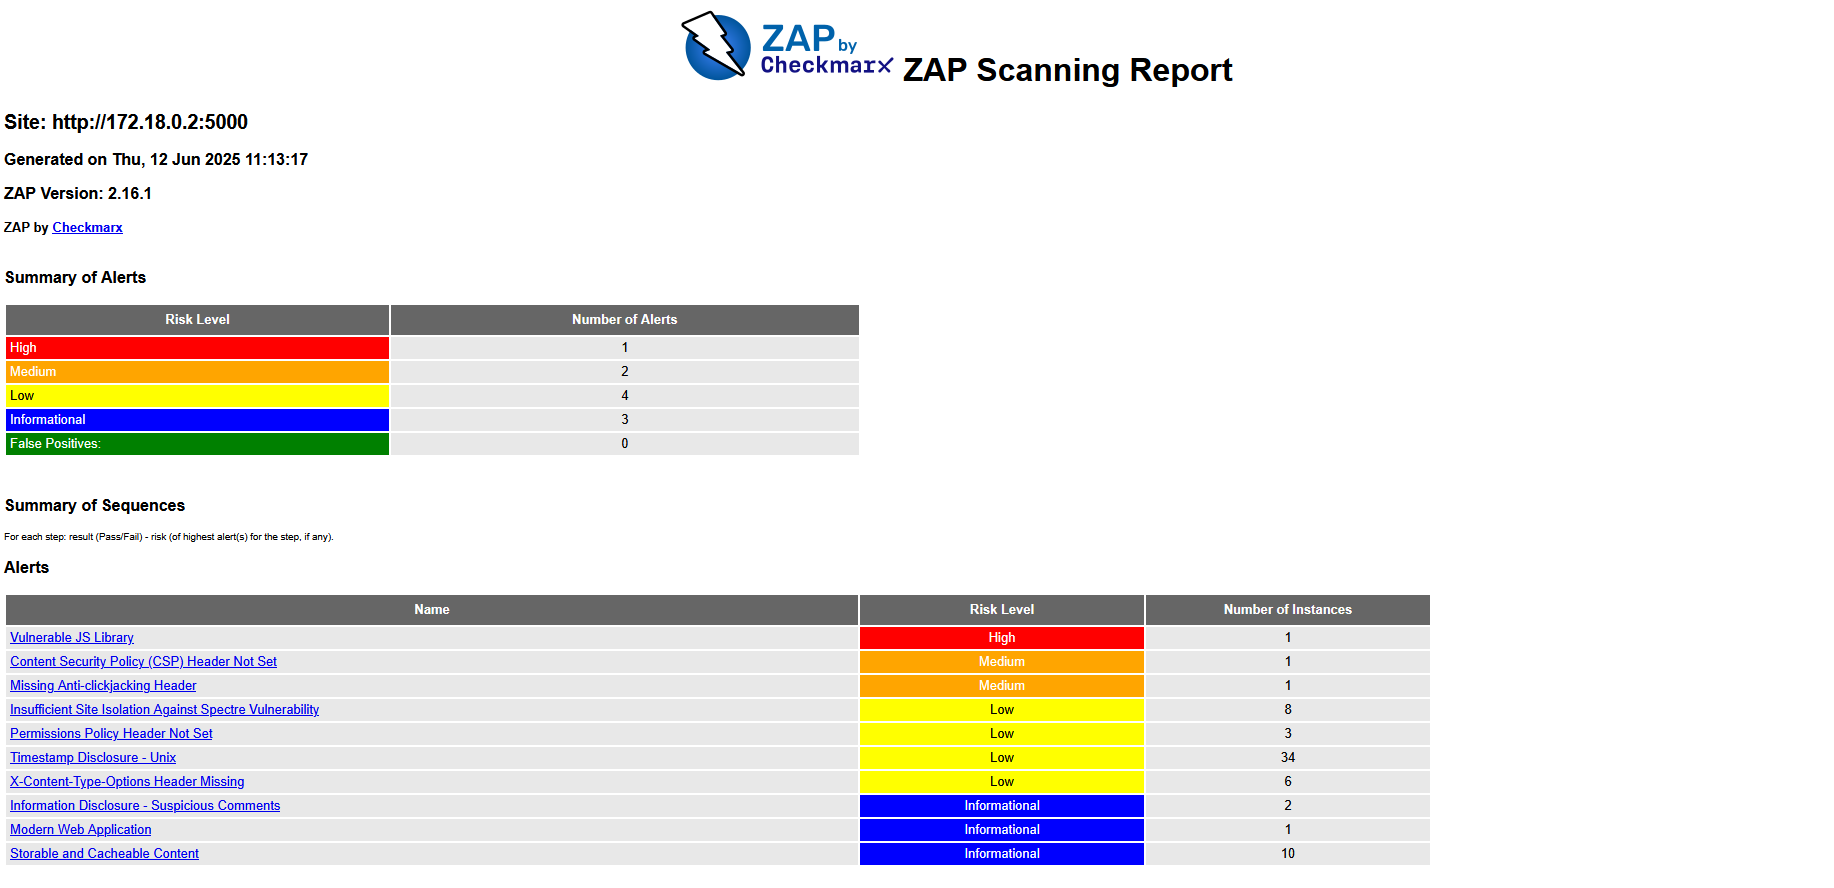 ZAP by
Checkmarx ZAP Scanning Report
Site: http://172.18.0.2:5000
Generated on Thu, 12 Jun 2025 11:13:17
ZAP Version: 2.16.1
ZAP by Checkmarx
Summary of Alerts
Risk Level Number of Alerts
High 1
Medium 2
Low 4
Informational 3
False Positives: 0
Summary of Sequences
For each step: result (Pass/Fail) - risk (of highest alert(s) for the step, if any).
Alerts
Name Risk Level Number of Instances
Vulnerable JS Library High 1
Content Security Policy (CSP) Header Not Set Medium 1
Missing Anti-clickjacking Header Medium 1
Insufficient Site Isolation Against Spectre Vulnerability Low 8
Permissions Policy Header Not Set Low 3
Timestamp Disclosure - Unix Low 34
X-Content-Type-Options Header Missing Low 6
Information Disclosure - Suspicious Comments Informational 2
Modern Web Application Informational 1
Storable and Cacheable Content Informational 10